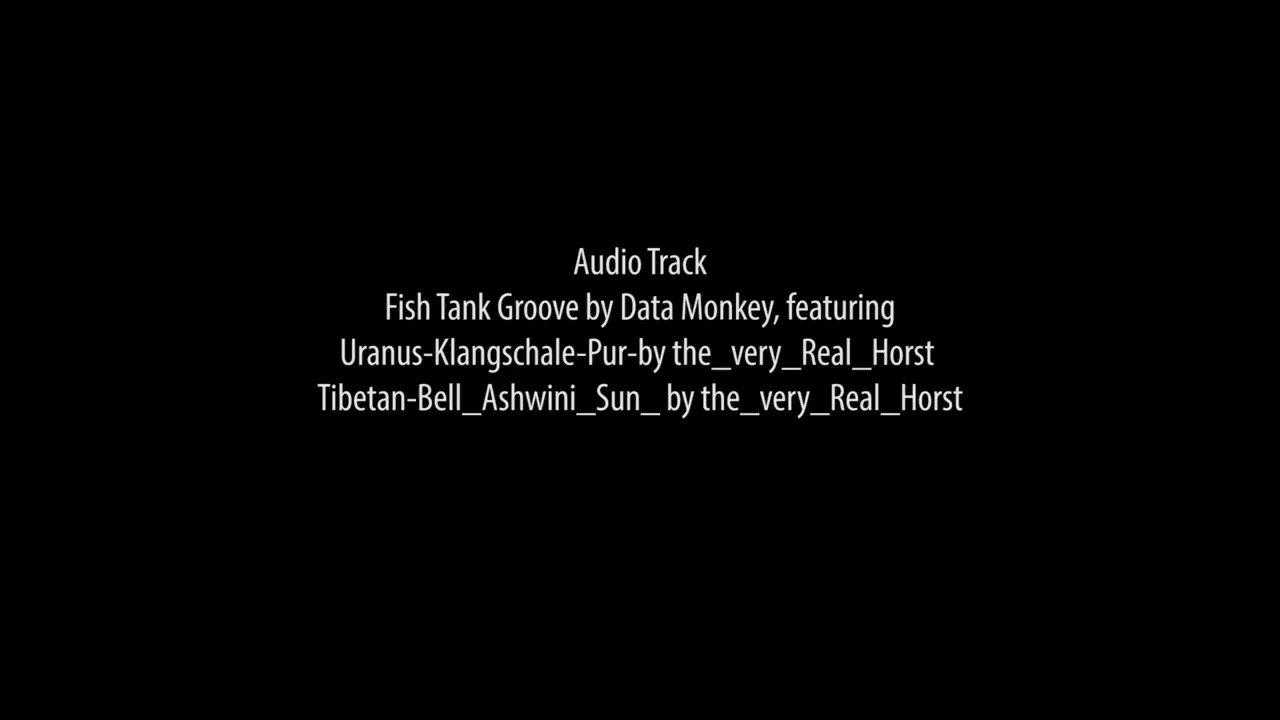 Audio Track
Fish Tank Groove by Data Monkey, featuring
Uranus-Klangschale-Pur-by the_very_Real_Horst
Tibetan-Bell_Ashwini_Sun_ by the_very_Real_Horst